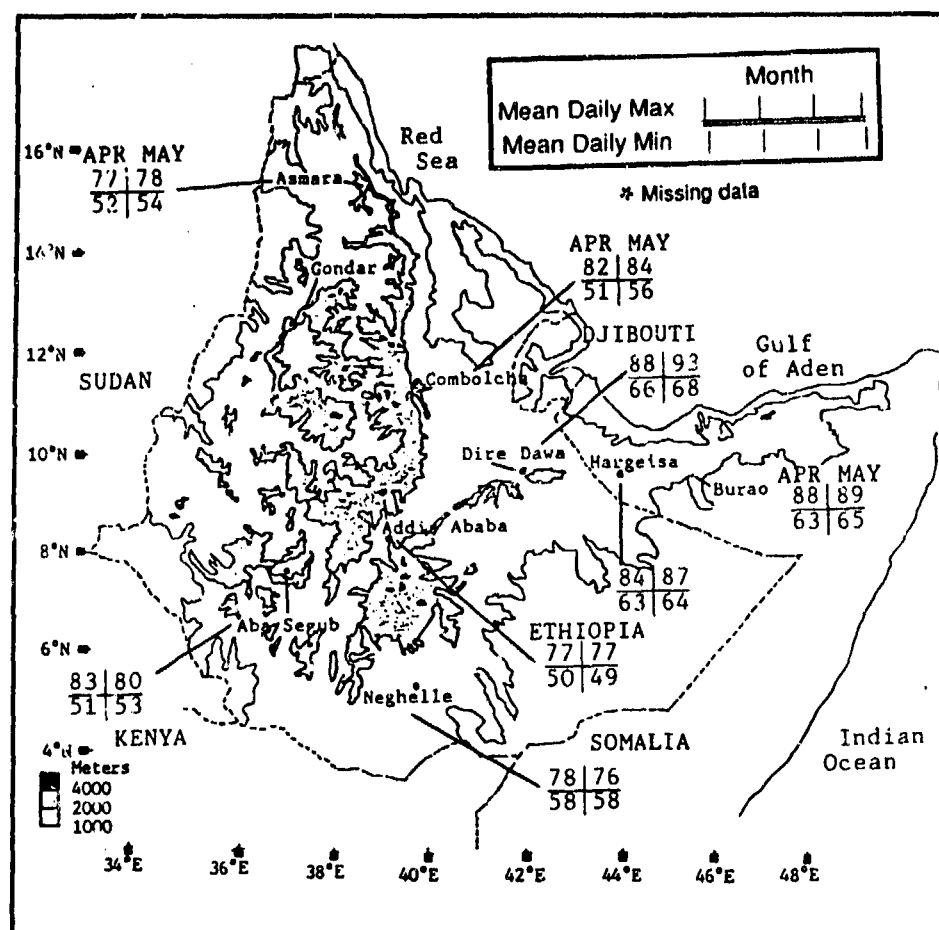 Month
Mean Daily Max
Mean Daily Min
* Missing data
Red
Sea
16°N
APR MAY
77 78
52 54
Asmara
14°N
Gondar
APR MAY
82 84
51 56
DJIBOUTI
12°N
SUDAN
Combolcha
88 93
66 68
Gulf
of Aden
10°N
Dire Dawa
Hargeisa
Burao
APR MAY
88 89
63 65
Addis Ababa
8°N
84 87
63 64
Aba Segub
ETHIOPIA
77 77
50 49
6°N
83 80
51 53
Neghelle
KENYA
SOMALIA
Indian
Ocean
4°N
Meters
4000
2000
1000
78 76
58 58
34°E
36°E
38°E
40°E
42°E
44°E
46°E
48°E